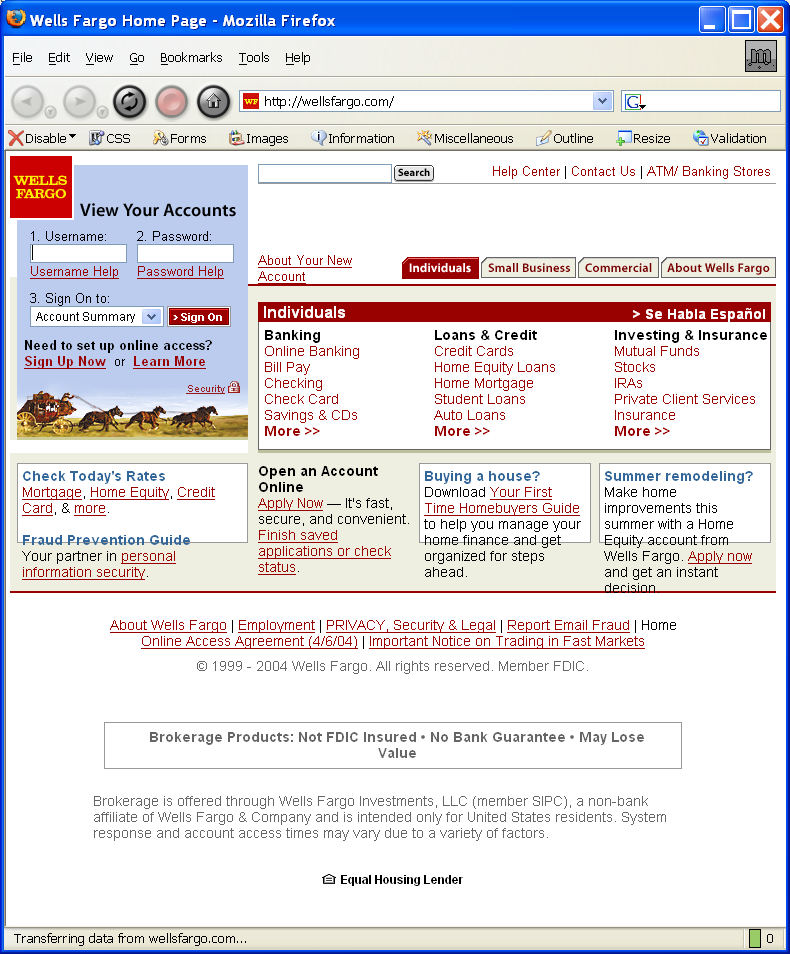 Wells Fargo Home Page - Mozilla Firefox
File Edit View Go Bookmarks Tools Help
http://wellsfargo.com/
Disable CSS Forms Images Information Miscellaneous Outline Resize Validation
WELLS
FARGO
View Your Accounts
1. Username: 2. Password:
Username Help Password Help
3. Sign On to:
Account Summary > Sign On
Need to set up online access?
Sign Up Now or Learn More
Security
Search
Help Center | Contact Us | ATM/ Banking Stores
About Your New
Account
Individuals Small Business Commercial About Wells Fargo
Individuals > Se Habla Español
Banking
Online Banking
Bill Pay
Checking
Check Card
Savings & CDs
More >>
Loans & Credit
Credit Cards
Home Equity Loans
Home Mortgage
Student Loans
Auto Loans
More >>
Investing & Insurance
Mutual Funds
Stocks
IRAs
Private Client Services
Insurance
More >>
Check Today's Rates
Mortgage, Home Equity, Credit
Card, & more.
Fraud Prevention Guide
Your partner in personal
information security.
Open an Account
Online
Apply Now — It's fast,
secure, and convenient.
Finish saved
applications or check
status.
Buying a house?
Download Your First
Time Homebuyers Guide
to help you manage your
home finance and get
organized for steps
ahead.
Summer remodeling?
Make home
improvements this
summer with a Home
Equity account from
Wells Fargo. Apply now
and get an instant
decision.
About Wells Fargo | Employment | PRIVACY, Security & Legal | Report Email Fraud | Home
Online Access Agreement (4/6/04) | Important Notice on Trading in Fast Markets
© 1999 - 2004 Wells Fargo. All rights reserved. Member FDIC.
Brokerage Products: Not FDIC Insured • No Bank Guarantee • May Lose
Value
Brokerage is offered through Wells Fargo Investments, LLC (member SIPC), a non-bank
affiliate of Wells Fargo & Company and is intended only for United States residents. System
response and account access times may vary due to a variety of factors.
Equal Housing Lender
Transferring data from wellsfargo.com... 0